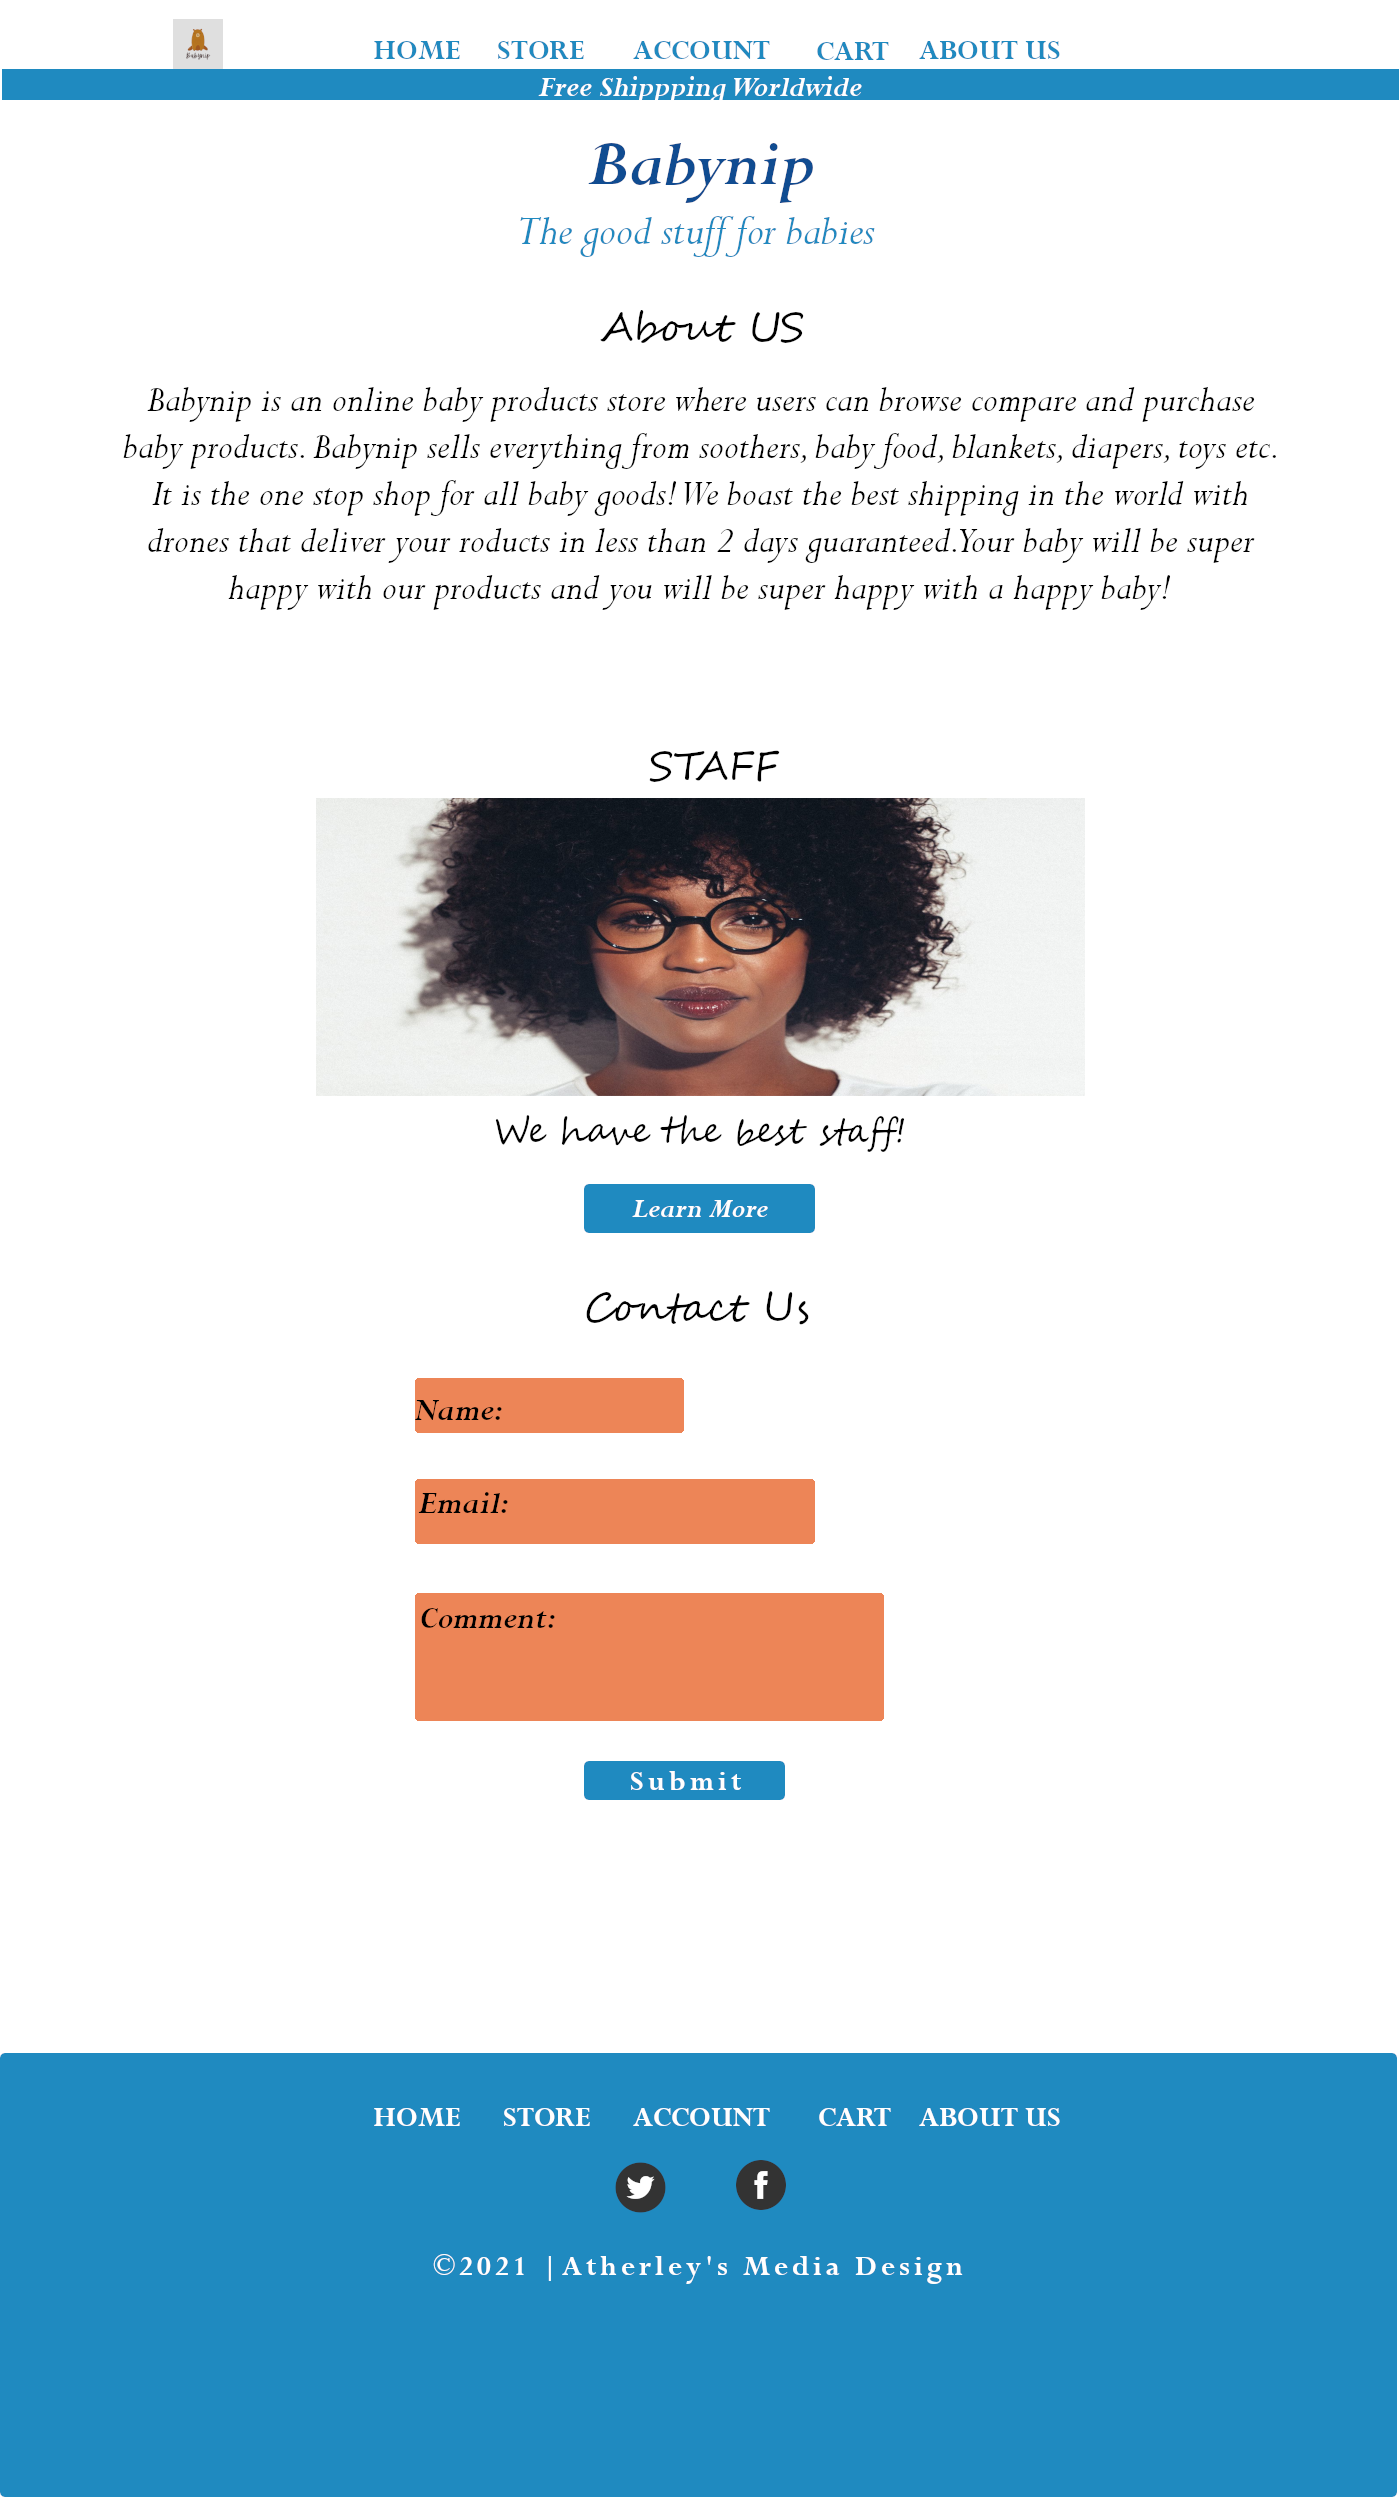 Babynip
HOME STORE ACCOUNT CART ABOUT US
Free Shippping Worldwide
Babynip
The good stuff for babies
About US
Babynip is an online baby products store where users can browse compare and purchase
baby products. Babynip sells everything from soothers, baby food, blankets, diapers, toys etc.
It is the one stop shop for all baby goods! We boast the best shipping in the world with
drones that deliver your roducts in less than 2 days guaranteed.Your baby will be super
happy with our products and you will be super happy with a happy baby!
STAFF
We have the best staff!
Learn More
Contact Us
Name:
Email:
Comment:
Submit
HOME STORE ACCOUNT CART ABOUT US
©2021 |Atherley's Media Design